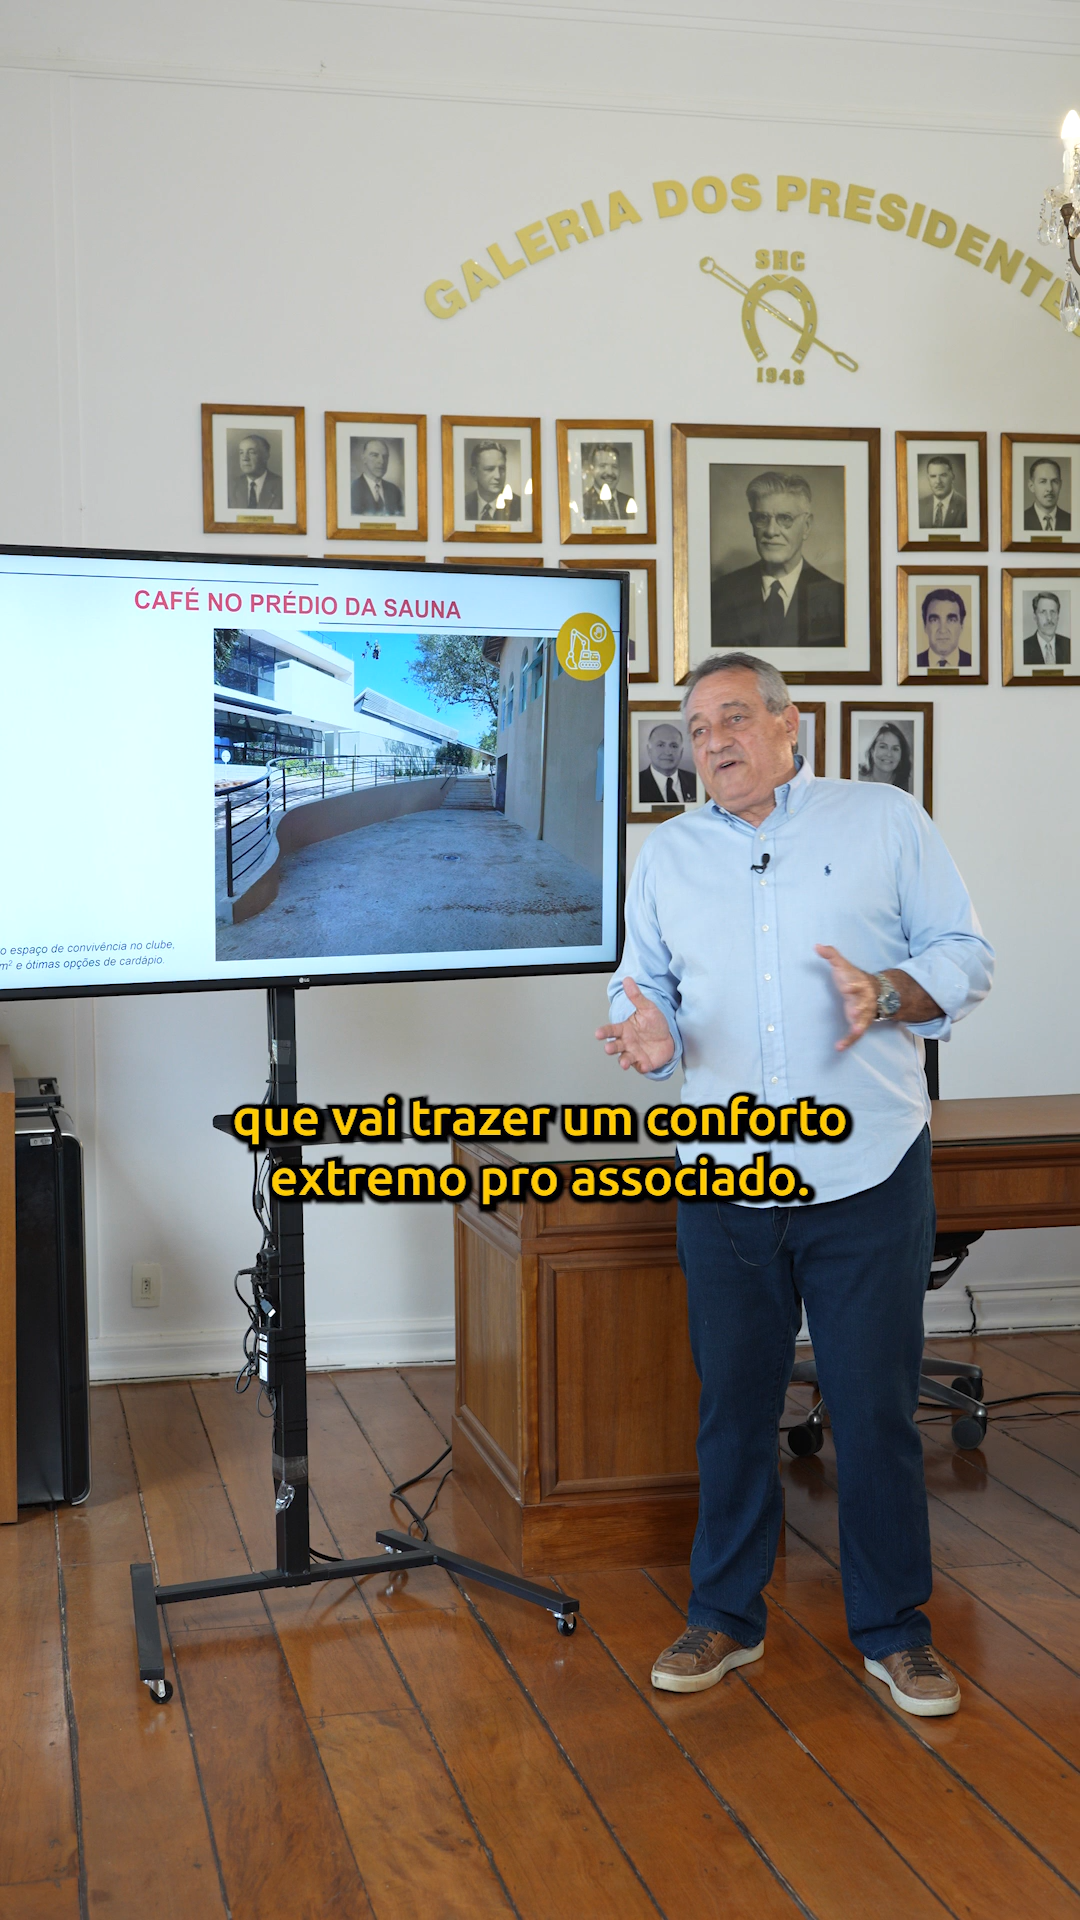 GALERIA DOS PRESIDENTE
SHC
1948
CAFÉ NO PRÉDIO DA SAUNA
o espaço de convivência no clube,
m² e ótimas opções de cardápio.
que vai trazer um conforto
extremo pro associado.